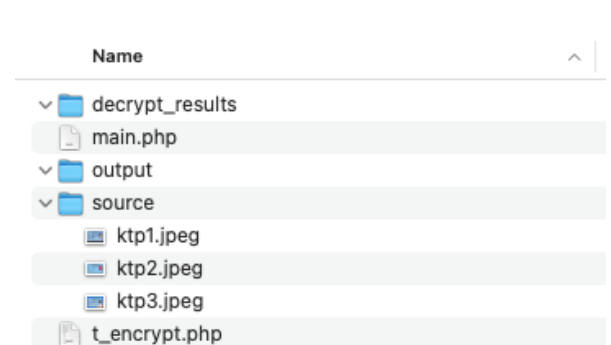 Name
decrypt_results
main.php
output
source
ktp1.jpeg
ktp2.jpeg
ktp3.jpeg
t_encrypt.php